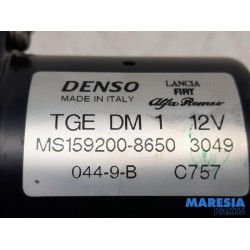 DENSO
MADE IN ITALY
LANCIA
FIAT
Alfa Romeo
TGE DM 1 12V
MS159200-8650 3049
044-9-B C757
MARESIA
PARTS